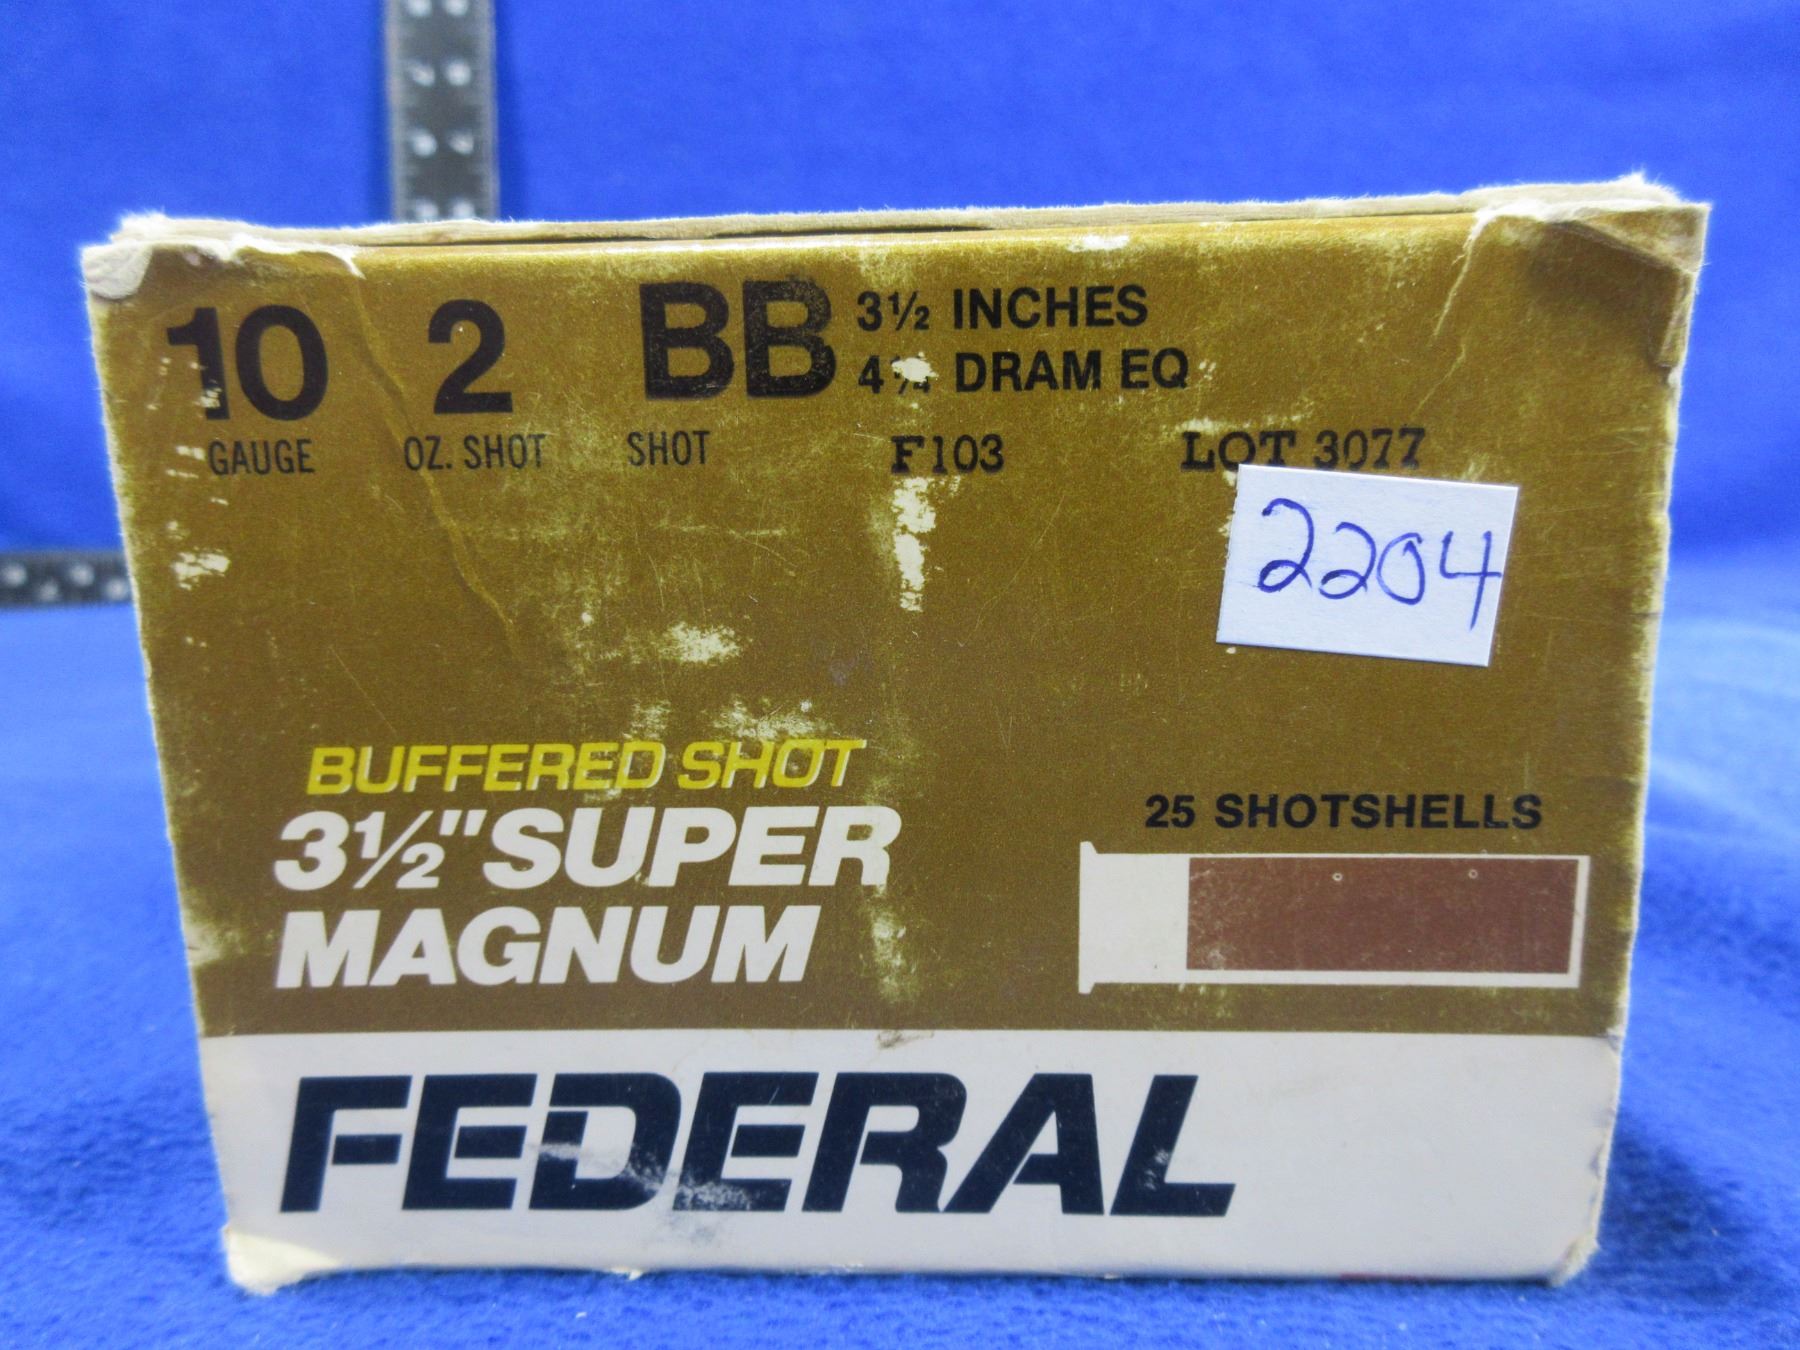 10 2 BB 3½ INCHES
4¼ DRAM EQ
GAUGE OZ. SHOT SHOT F103 LOT 3077
2204
BUFFERED SHOT
3½" SUPER
MAGNUM
25 SHOTSHELLS
FEDERAL